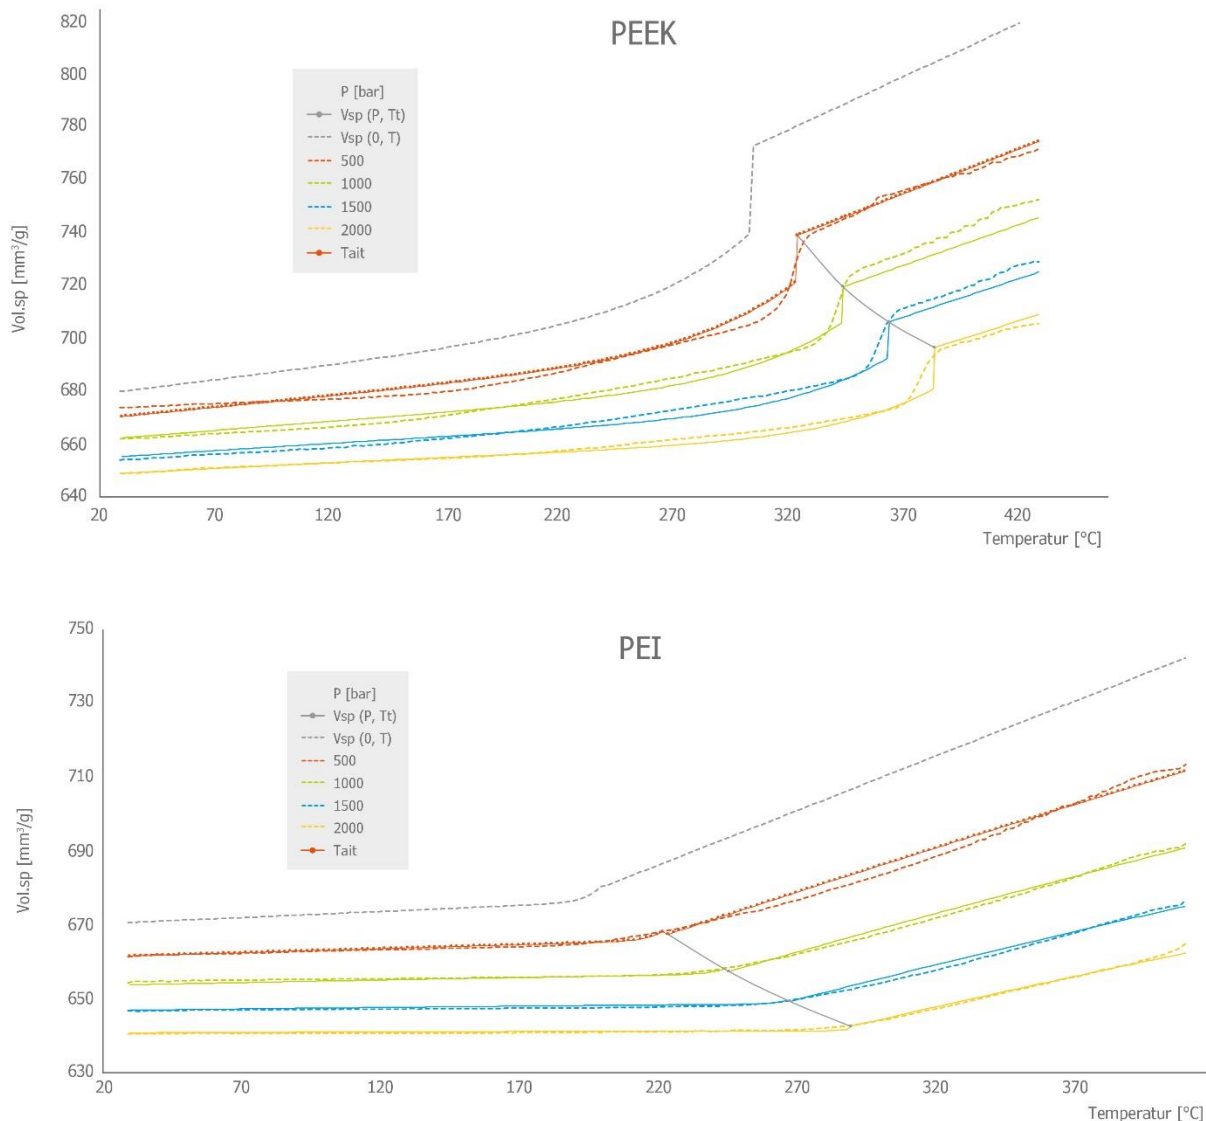 PEEK
820
800
780
760
740
720
700
680
660
640
Vol.sp [mm³/g]
P [bar]
Vsp (P, Tt)
Vsp (0, T)
500
1000
1500
2000
Tait
20 70 120 170 220 270 320 370 420
Temperatur [°C]
PEI
750
730
710
690
670
650
630
Vol.sp [mm³/g]
P [bar]
Vsp (P, Tt)
Vsp (0, T)
500
1000
1500
2000
Tait
20 70 120 170 220 270 320 370
Temperatur [°C]